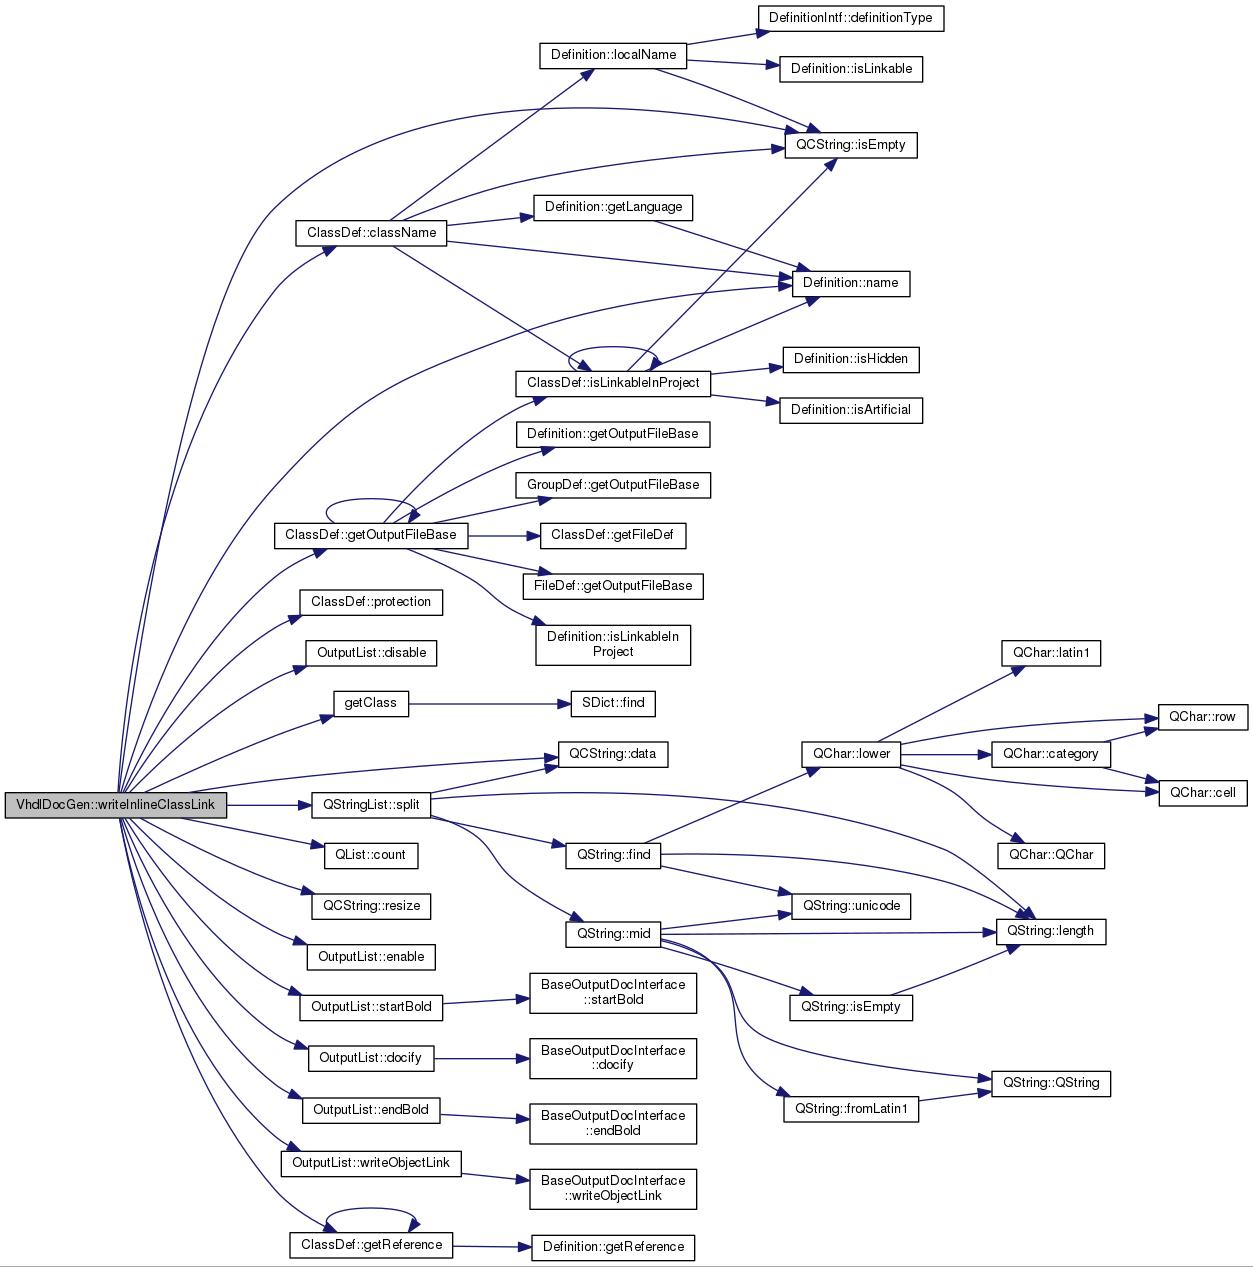 DefinitionIntf::definitionType
Definition::localName
Definition::isLinkable
QCString::isEmpty
Definition::getLanguage
ClassDef::className
Definition::name
Definition::isHidden
ClassDef::isLinkableInProject
Definition::isArtificial
Definition::getOutputFileBase
GroupDef::getOutputFileBase
ClassDef::getOutputFileBase
ClassDef::getFileDef
FileDef::getOutputFileBase
ClassDef::protection
Definition::isLinkableIn
Project
OutputList::disable
QChar::latin1
getClass
SDict::find
QChar::row
QCString::data
QChar::lower
QChar::category
QChar::cell
VhdlDocGen::writeInlineClassLink
QStringList::split
QList::count
QString::find
QChar::QChar
QCString::resize
QString::unicode
QString::mid
QString::length
OutputList::enable
BaseOutputDocInterface
::startBold
OutputList::startBold
QString::isEmpty
OutputList::docify
BaseOutputDocInterface
::docify
QString::QString
OutputList::endBold
BaseOutputDocInterface
::endBold
QString::fromLatin1
OutputList::writeObjectLink
BaseOutputDocInterface
::writeObjectLink
ClassDef::getReference
Definition::getReference